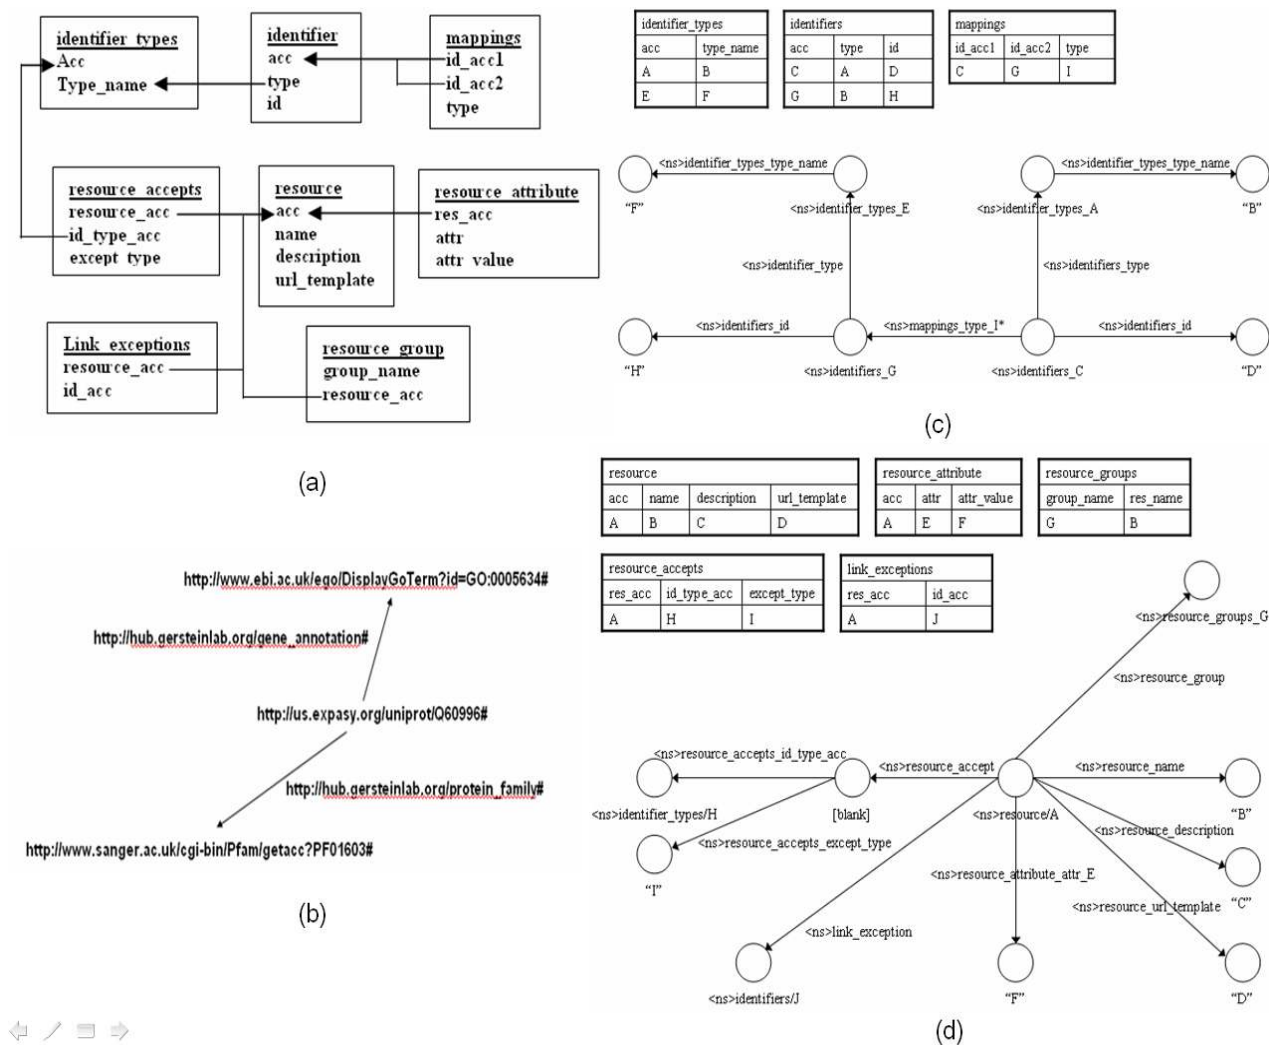 identifier_types
Acc
Type_name
identifier
acc
type
id
mappings
id_acc1
id_acc2
type
resource_accepts
resource_acc
id_type_acc
except_type
resource
acc
name
description
url_template
resource_attribute
res_acc
attr
attr_value
Link_exceptions
resource_acc
id_acc
resource_group
group_name
resource_acc
(a)
http://www.ebi.ac.uk/ego/DisplayGoTerm?id=GO:0005634#
http://hub.gersteinlab.org/gene_annotation#
http://us.expasy.org/uniprot/Q60996#
http://hub.gersteinlab.org/protein_family#
http://www.sanger.ac.uk/cgi-bin/Pfam/getacc?PF01603#
(b)
identifier_types
acc type_name
A B
E F
identifiers
acc type id
C A D
G B H
mappings
id_acc1 id_acc2 type
C G I
<ns>identifier_types_type_name
<ns>identifier_types_type_name
"F"
<ns>identifier_types_E
<ns>identifier_types_A
"B"
<ns>identifier_type
<ns>identifiers_type
<ns>identifiers_id
<ns>mappings_type_I*
<ns>identifiers_id
"H"
<ns>identifiers_G
<ns>identifiers_C
"D"
(c)
resource
acc name description url_template
A B C D
resource_attribute
acc attr attr_value
A E F
resource_groups
group_name res_name
G B
resource_accepts
res_acc id_type_acc except_type
A H I
link_exceptions
res_acc id_acc
A J
<ns>resource_groups_G
<ns>resource_group
<ns>resource_accepts_id_type_acc
<ns>resource_accept
<ns>resource_name
<ns>identifier_types/H
[blank]
<ns>resource/A
"B"
<ns>resource_description
<ns>resource_accepts_except_type
<ns>resource_attribute_attr_E
"I"
"C"
<ns>resource_url_template
<ns>link_exception
<ns>identifiers/J
"F"
"D"
(d)